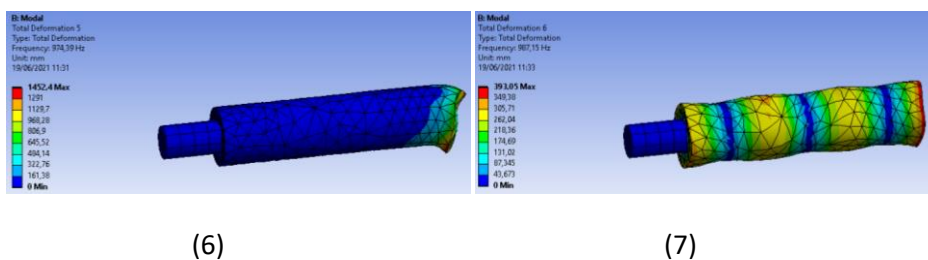 B: Modal
Total Deformation 5
Type: Total Deformation
Frequency: 974,39 Hz
Unit: mm
19/06/2021 11:31
1452,4 Max
1291
1129,7
968,28
806,9
645,52
484,14
322,76
161,38
0 Min
B: Modal
Total Deformation 6
Type: Total Deformation
Frequency: 987,15 Hz
Unit: mm
19/06/2021 11:33
393,05 Max
349,38
305,71
262,04
218,36
174,69
131,02
87,345
43,673
0 Min
(6)
(7)